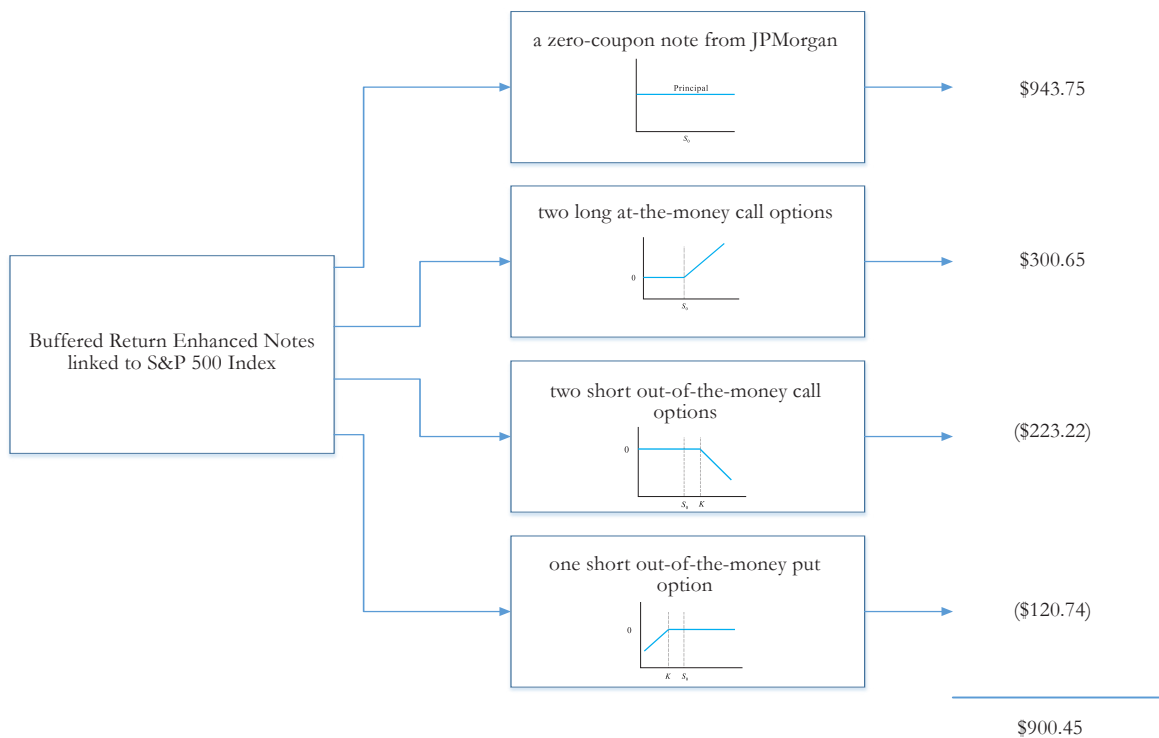 a zero-coupon note from JPMorgan
Principal
S₀
$943.75
two long at-the-money call options
0
S₀
$300.65
Buffered Return Enhanced Notes
linked to S&P 500 Index
two short out-of-the-money call
options
0
S₀ K
($223.22)
one short out-of-the-money put
option
0
K S₀
($120.74)
$900.45